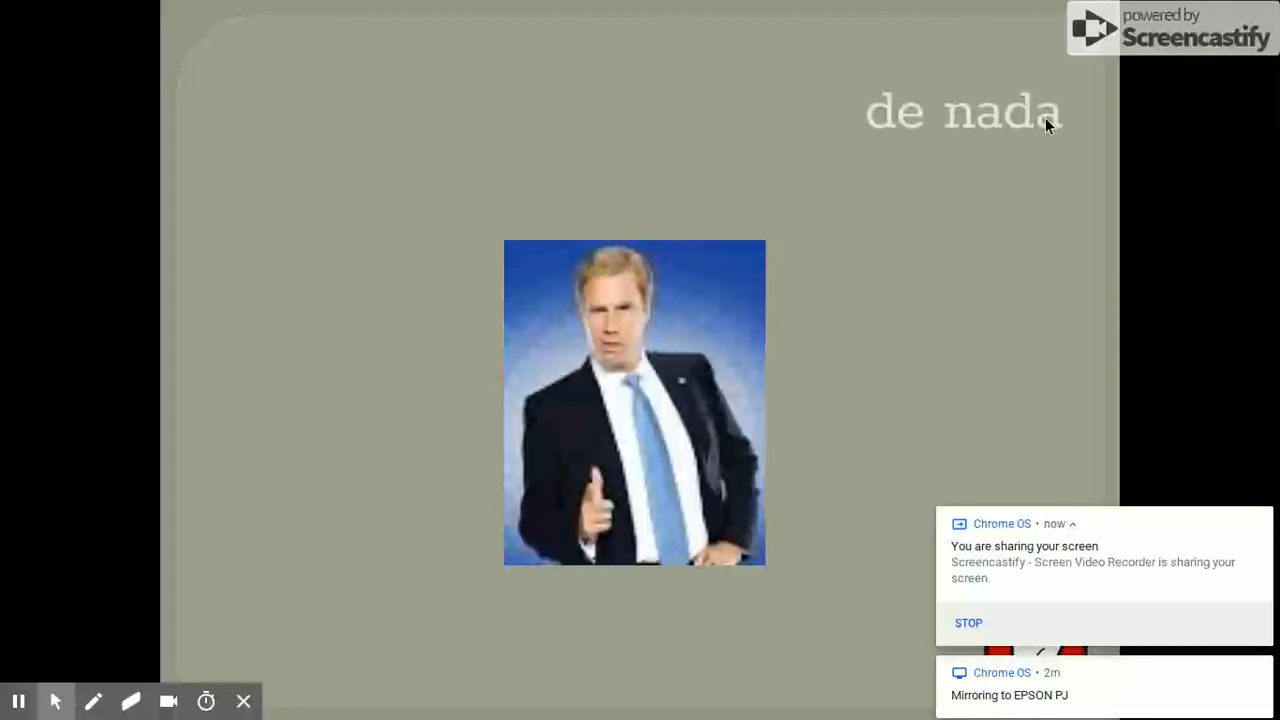 powered by
Screencastify
de nada
Chrome OS • now
You are sharing your screen
Screencastify - Screen Video Recorder is sharing your
screen.
STOP
Chrome OS • 2m
Mirroring to EPSON PJ